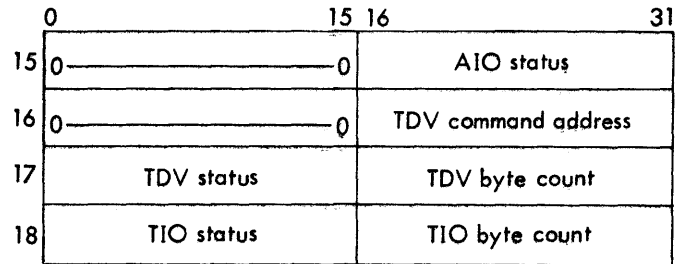 0 15 16 31
15 0 0 AIO status
16 0 0 TDV command address
17 TDV status TDV byte count
18 TIO status TIO byte count